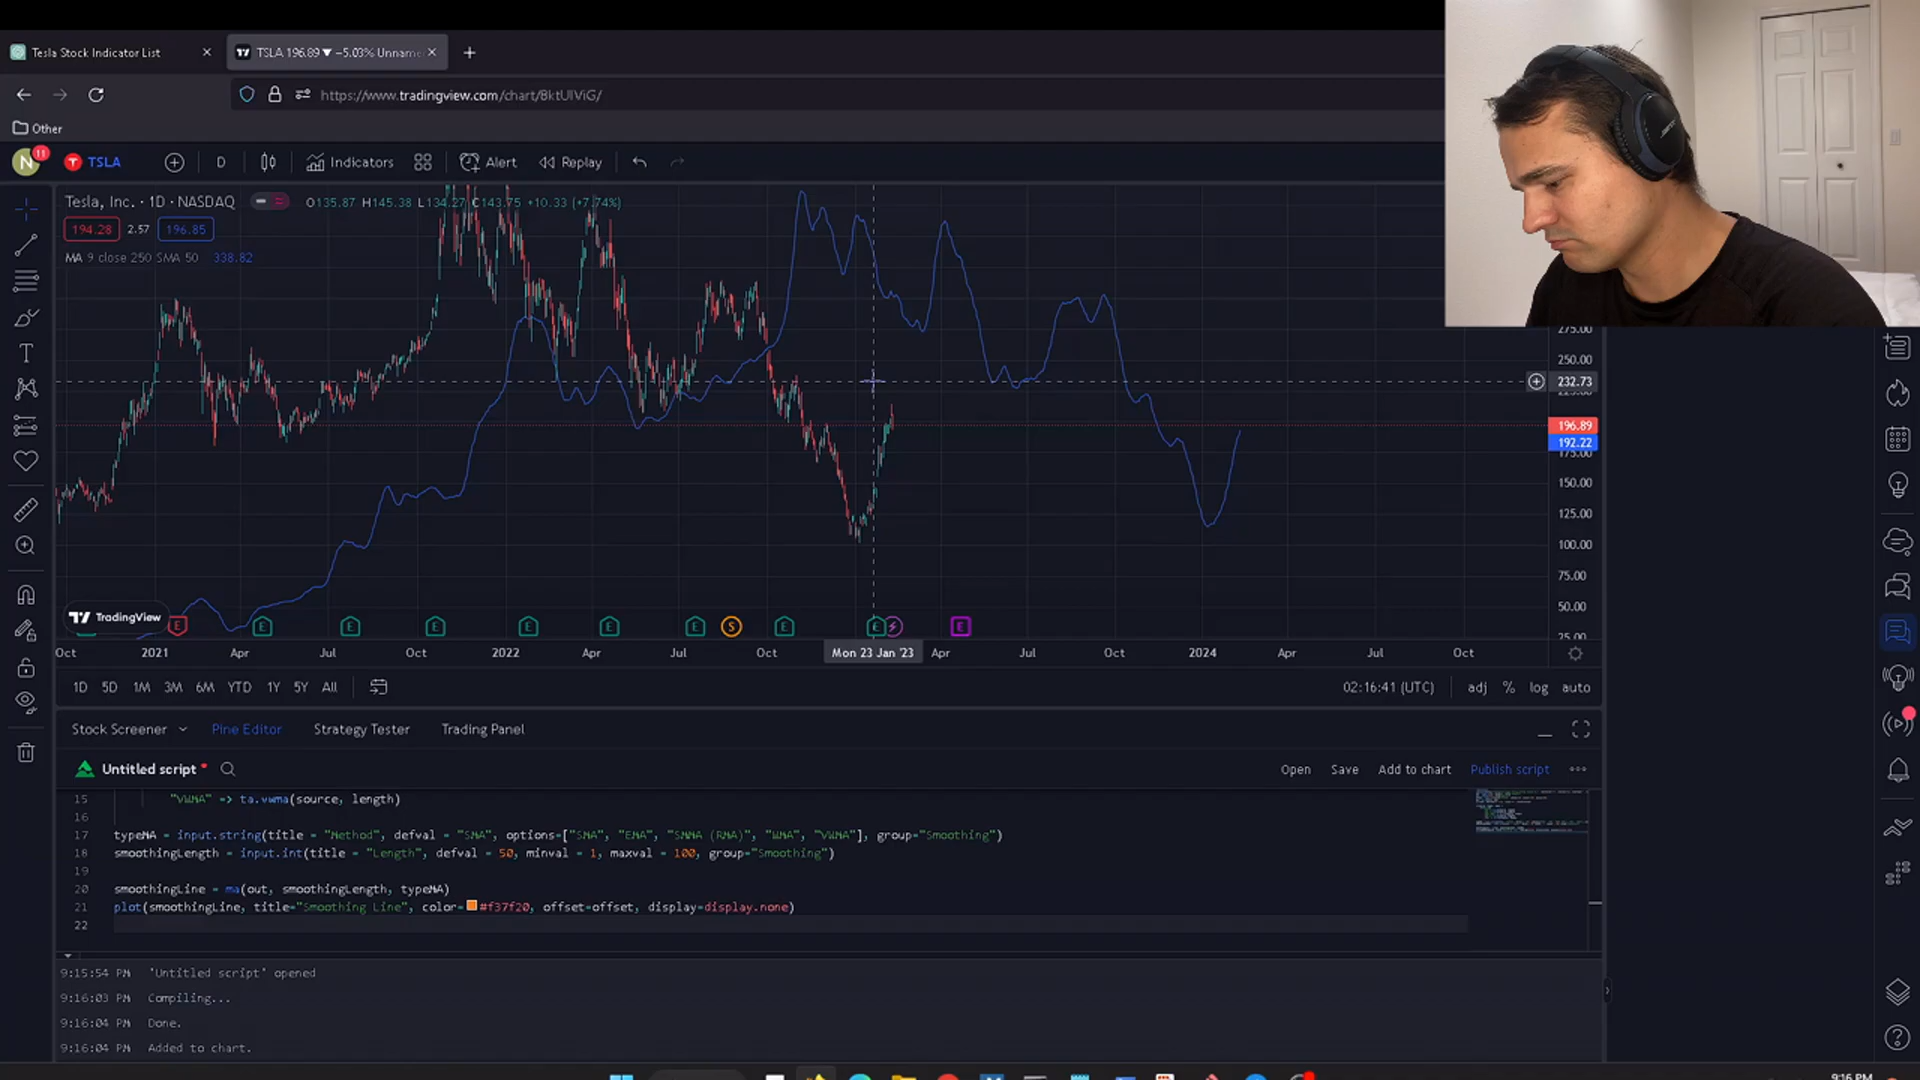 Tesla Stock Indicator List
TSLA 196.89 ▼ −5.03% Unname
https://www.tradingview.com/chart/8ktUlViG/
Other
N
11
TSLA
D
Indicators
Alert
Replay
Tesla, Inc. · 1D · NASDAQ
O135.87 H145.38 L134.27 C143.75 +10.33 (+7.74%)
194.28
2.57
196.85
MA 9 close 250 SMA 50 338.82
275.00
250.00
232.73
196.89
192.22
175.00
150.00
125.00
100.00
75.00
50.00
25.00
TradingView
E
E
E
E
E
E
E
S
E
E
E
Oct
2021
Apr
Jul
Oct
2022
Apr
Jul
Oct
Mon 23 Jan '23
Apr
Jul
Oct
2024
Apr
Jul
Oct
1D
5D
1M
3M
6M
YTD
1Y
5Y
All
02:16:41 (UTC)
adj
%
log
auto
Stock Screener
Pine Editor
Strategy Tester
Trading Panel
Untitled script
Open
Save
Add to chart
Publish script
15 "VWMA" => ta.vwma(source, length)
16
17 typeMA = input.string(title = "Method", defval = "SMA", options=["SMA", "EMA", "SMMA (RMA)", "WMA", "VWMA"], group="Smoothing")
18 smoothingLength = input.int(title = "Length", defval = 50, minval = 1, maxval = 100, group="Smoothing")
19
20 smoothingLine = ma(out, smoothingLength, typeMA)
21 plot(smoothingLine, title="Smoothing Line", color=#f37f20, offset=offset, display=display.none)
22
9:15:54 PM 'Untitled script' opened
9:16:03 PM Compiling...
9:16:04 PM Done.
9:16:04 PM Added to chart.
9:16 PM